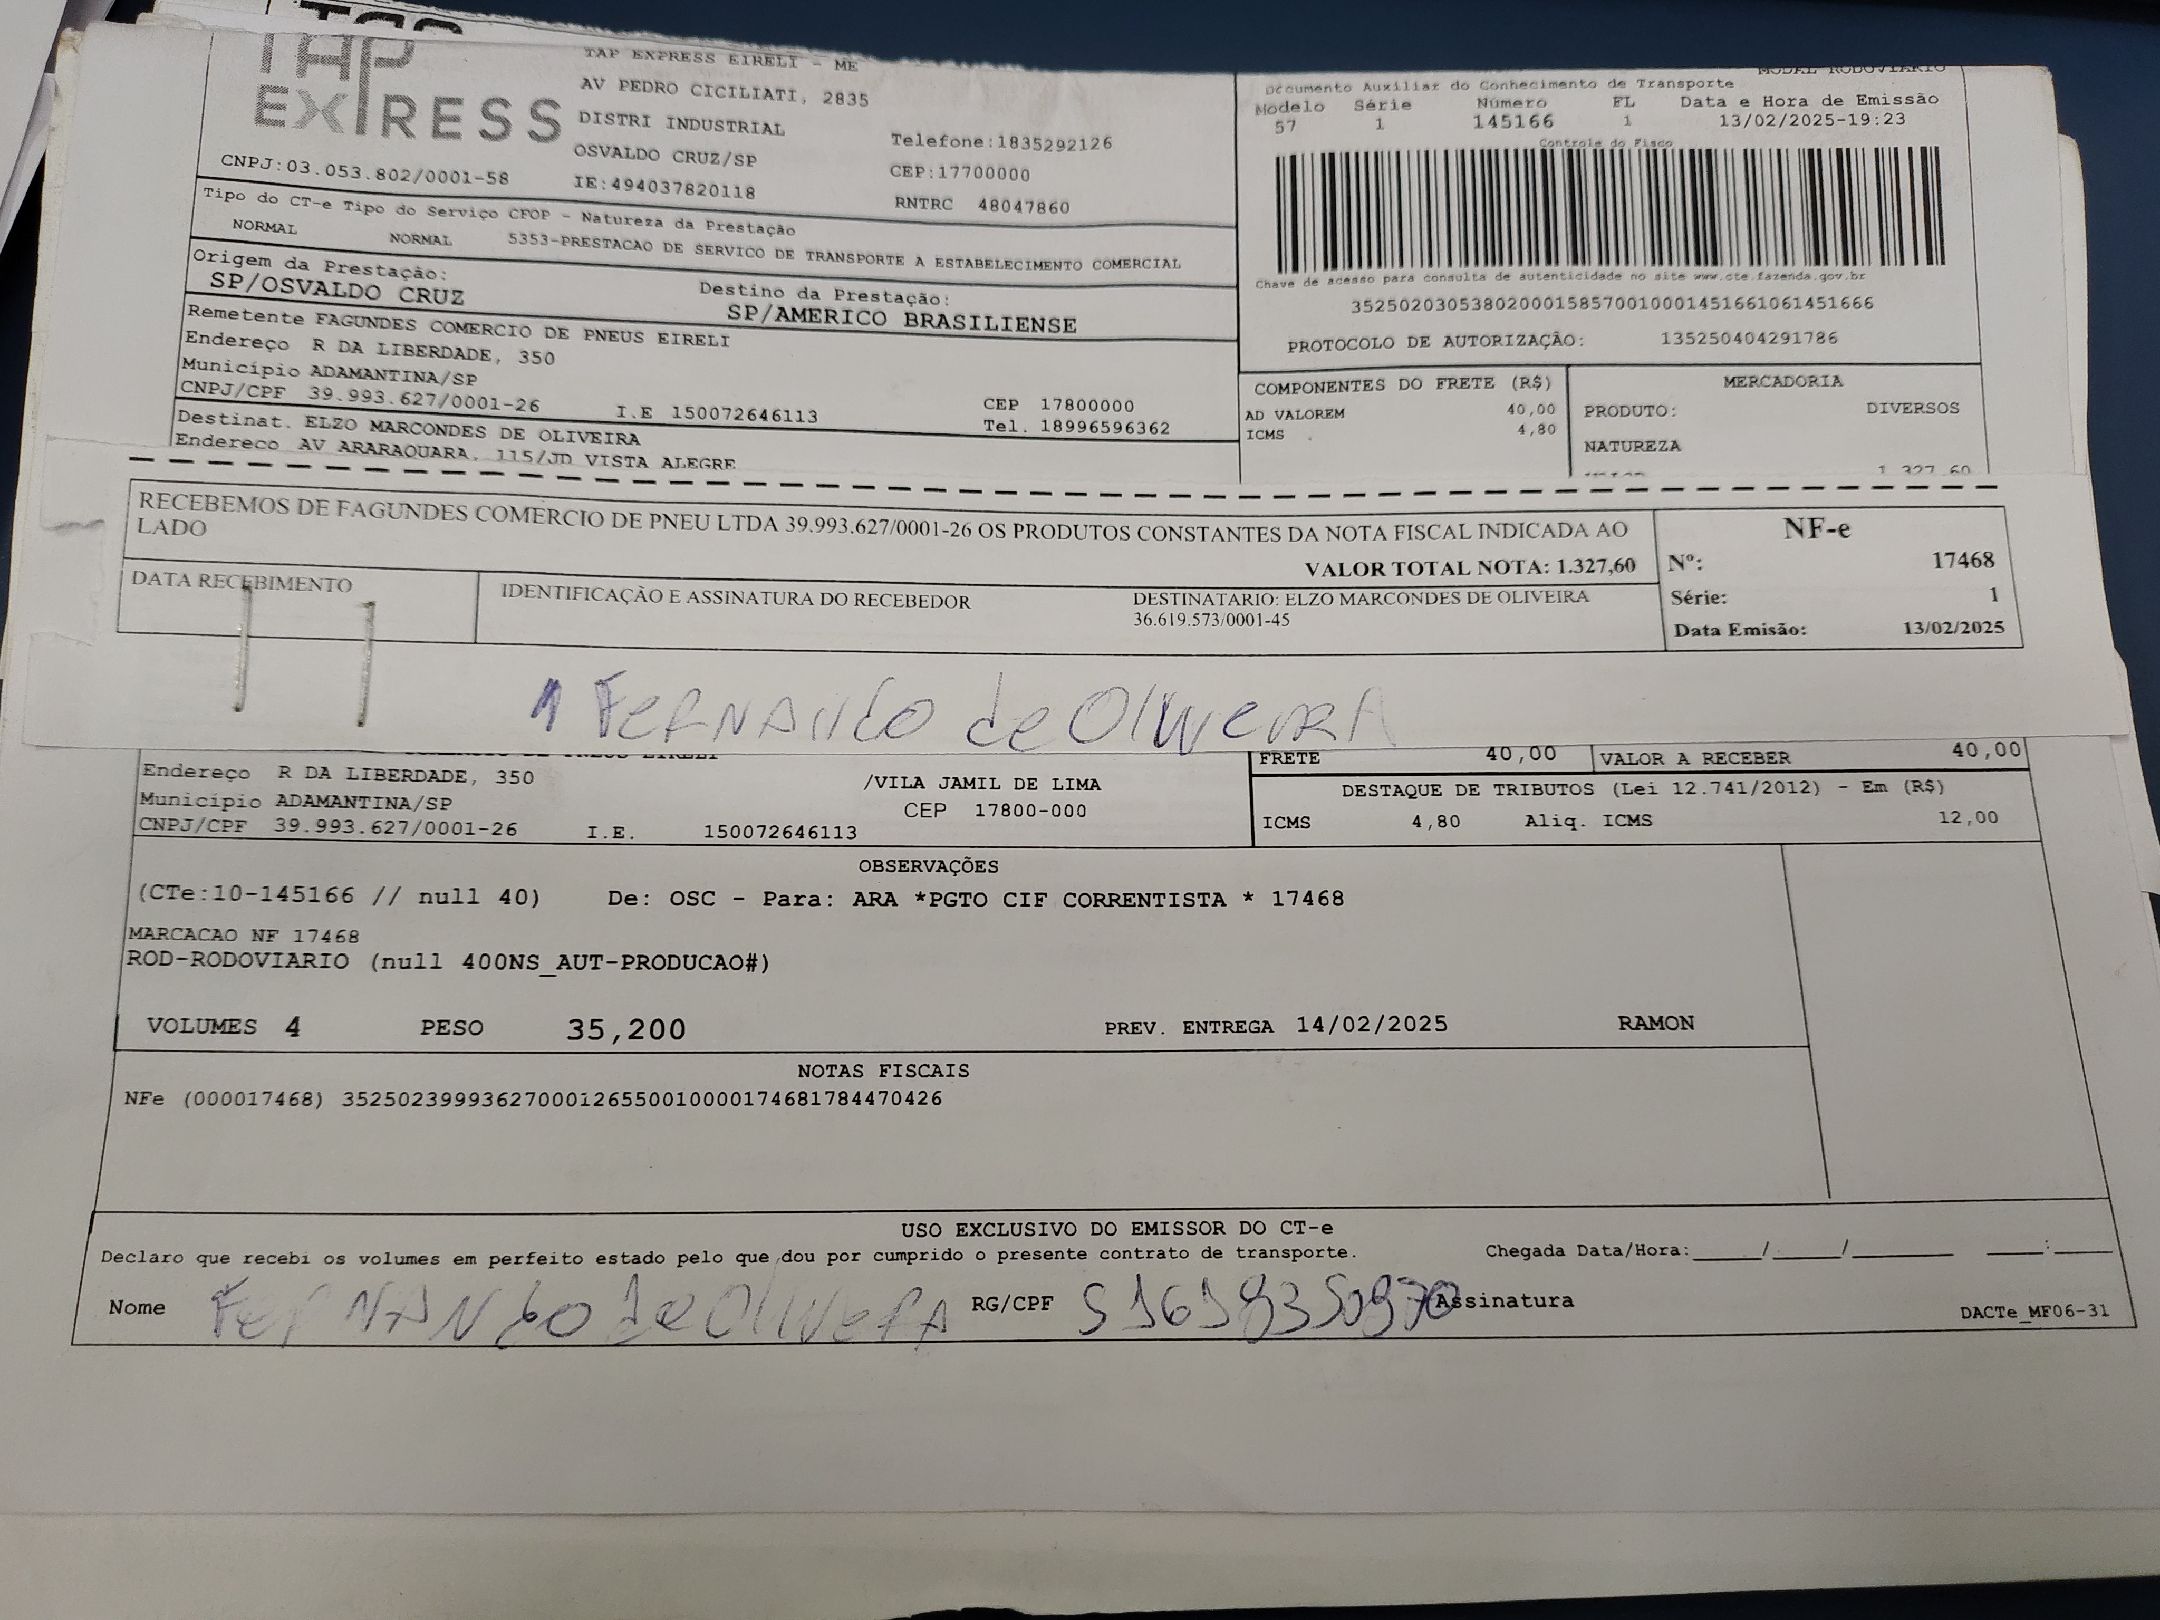 TAP
EXPRESS
TAP EXPRESS EIRELI - ME
AV PEDRO CICILIATI, 2835
DISTRI INDUSTRIAL
OSVALDO CRUZ/SP
IE:494037820118
Telefone:1835292126
CEP:17700000
RNTRC 48047860
CNPJ:03.053.802/0001-58
Tipo do CT-e Tipo do Serviço CFOP - Natureza da Prestação
NORMAL NORMAL 5353-PRESTACAO DE SERVICO DE TRANSPORTE A ESTABELECIMENTO COMERCIAL
Origem da Prestação:
SP/OSVALDO CRUZ
Destino da Prestação:
SP/AMERICO BRASILIENSE
Remetente FAGUNDES COMERCIO DE PNEUS EIRELI
Endereço R DA LIBERDADE, 350
Município ADAMANTINA/SP
CNPJ/CPF 39.993.627/0001-26 I.E 150072646113
CEP 17800000
Tel. 18996596362
Destinat. ELZO MARCONDES DE OLIVEIRA
Endereco AV ARARAQUARA, 115/JD VISTA ALEGRE
MODAL RODOVIARIO
Documento Auxiliar do Conhecimento de Transporte
Modelo Série Número FL Data e Hora de Emissão
57 1 145166 1 13/02/2025-19:23
Controle do Fisco
Chave de acesso para consulta de autenticidade no site www.cte.fazenda.gov.br
35250203053802000158570010001451661061451666
PROTOCOLO DE AUTORIZAÇÃO: 135250404291786
COMPONENTES DO FRETE (R$)
AD VALOREM 40,00
ICMS 4,80
MERCADORIA
PRODUTO: DIVERSOS
NATUREZA
1.327,60
RECEBEMOS DE FAGUNDES COMERCIO DE PNEU LTDA 39.993.627/0001-26 OS PRODUTOS CONSTANTES DA NOTA FISCAL INDICADA AO
LADO
VALOR TOTAL NOTA: 1.327,60
DATA RECEBIMENTO
IDENTIFICAÇÃO E ASSINATURA DO RECEBEDOR
DESTINATARIO: ELZO MARCONDES DE OLIVEIRA
36.619.573/0001-45
NF-e
Nº: 17468
Série: 1
Data Emisão: 13/02/2025
Fernando de Oliveira
Endereço R DA LIBERDADE, 350 /VILA JAMIL DE LIMA
Município ADAMANTINA/SP CEP 17800-000
CNPJ/CPF 39.993.627/0001-26 I.E. 150072646113
FRETE 40,00 VALOR A RECEBER 40,00
DESTAQUE DE TRIBUTOS (Lei 12.741/2012) - Em (R$)
ICMS 4,80 Aliq. ICMS 12,00
OBSERVAÇÕES
(CTe:10-145166 // null 40) De: OSC - Para: ARA *PGTO CIF CORRENTISTA * 17468
MARCACAO NF 17468
ROD-RODOVIARIO (null 400NS_AUT-PRODUCAO#)
VOLUMES 4 PESO 35,200 PREV. ENTREGA 14/02/2025 RAMON
NOTAS FISCAIS
NFe (000017468) 35250239993627000126550010000174681784470426
USO EXCLUSIVO DO EMISSOR DO CT-e
Declaro que recebi os volumes em perfeito estado pelo que dou por cumprido o presente contrato de transporte. Chegada Data/Hora:_____/_____/_______ ____:____
Nome Fernando de Olivera RG/CPF Assinatura
DACTe_MF06-31